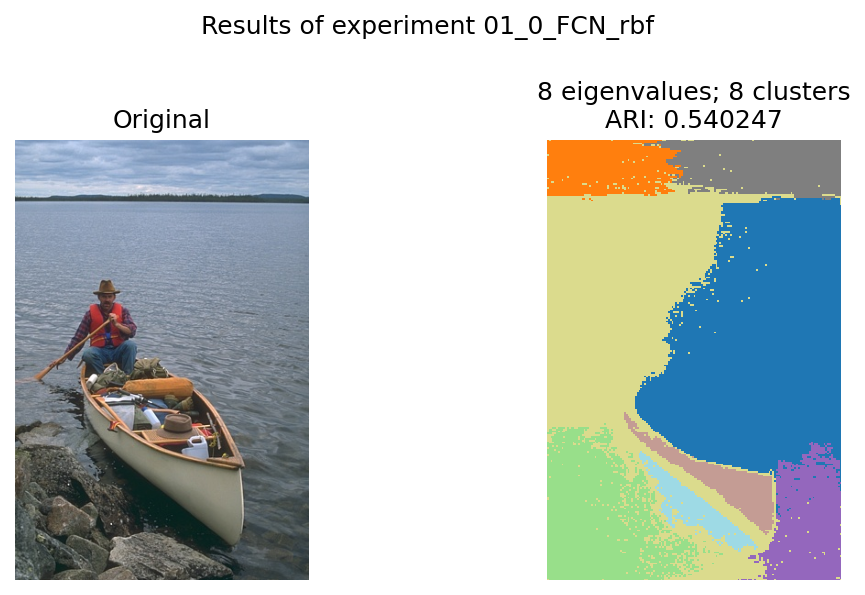 Results of experiment 01_0_FCN_rbf
Original
8 eigenvalues; 8 clusters
ARI: 0.540247